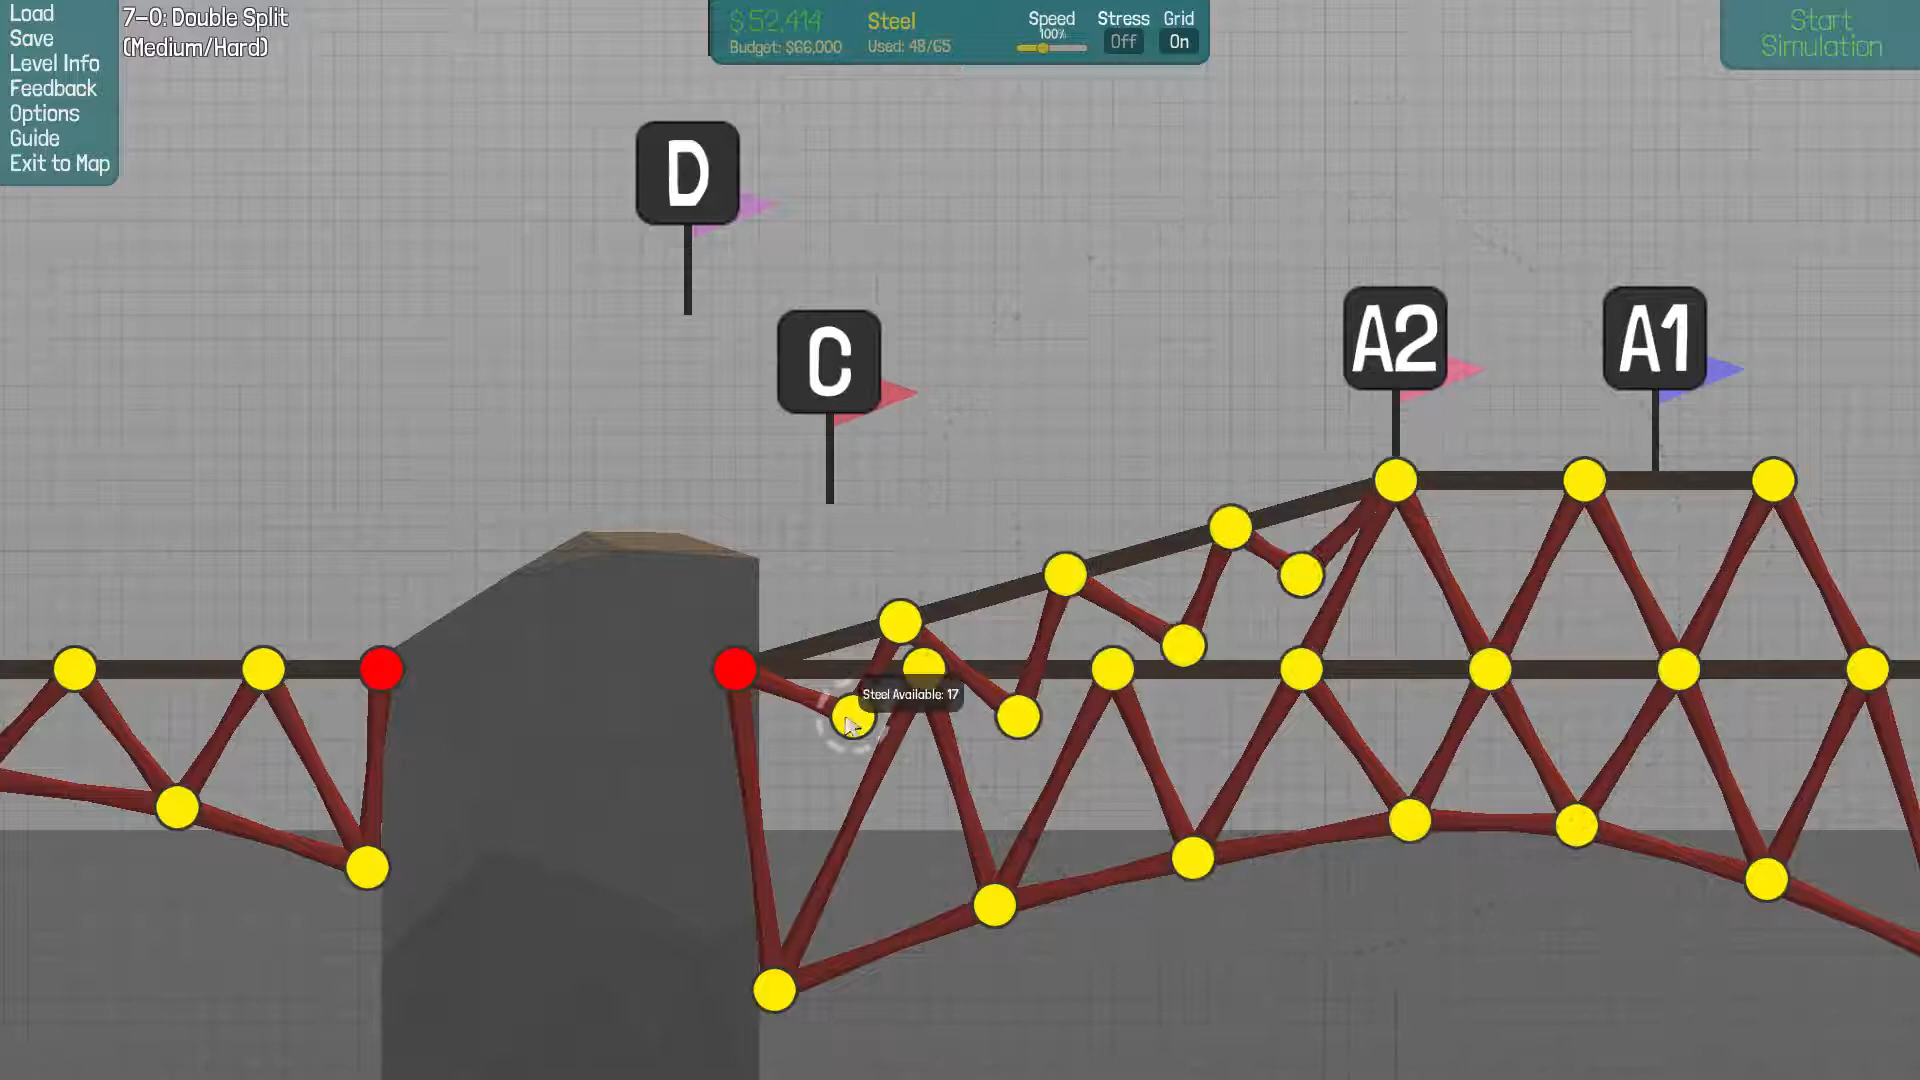 Load
Save
Level Info
Feedback
Options
Guide
Exit to Map
7-0: Double Split
(Medium/Hard)
$ 52,414
Budget: $66,000
Steel
Used: 48/65
Speed
100%
Stress
Off
Grid
On
Start
Simulation
D
C
A2
A1
Steel Available: 17